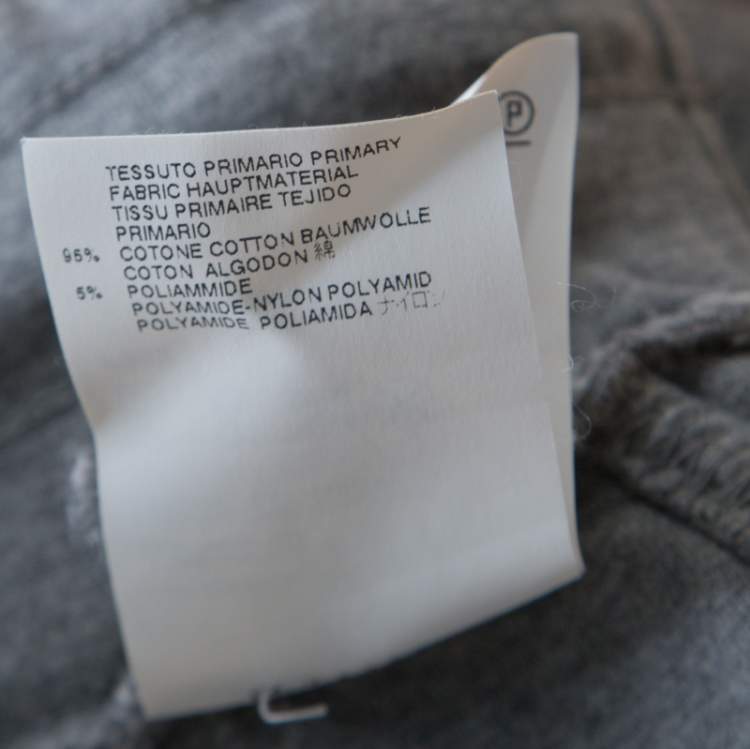 TESSUTO PRIMARIO PRIMARY
FABRIC HAUPTMATERIAL
TISSU PRIMAIRE TEJIDO
PRIMARIO
95% COTONE COTTON BAUMWOLLE
COTON ALGODON 綿
5% POLIAMMIDE
POLYAMIDE-NYLON POLYAMID
POLYAMIDE POLIAMIDA ナイロン
P